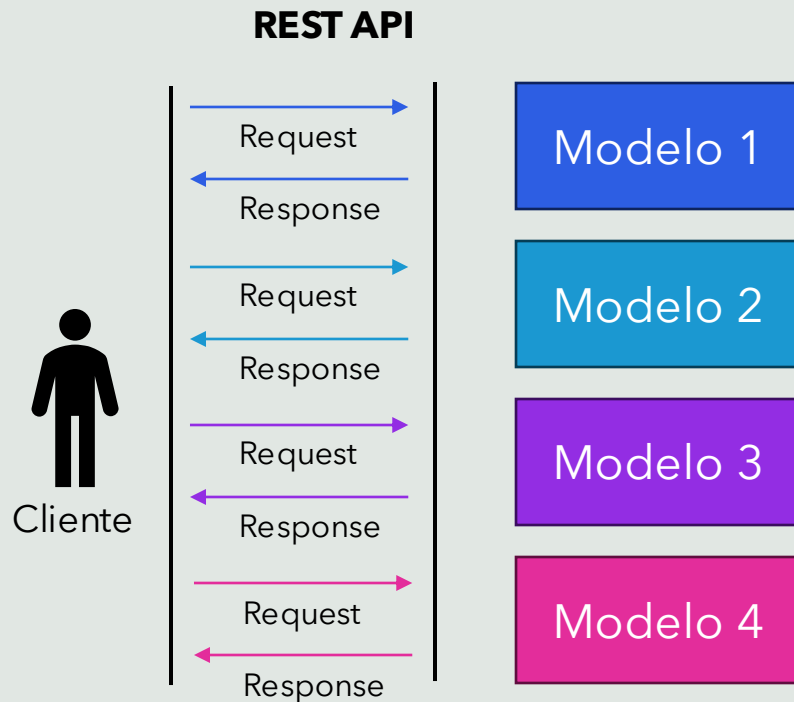 REST API
Request
Modelo 1
Response
Request
Modelo 2
Response
Request
Modelo 3
Cliente
Response
Request
Modelo 4
Response